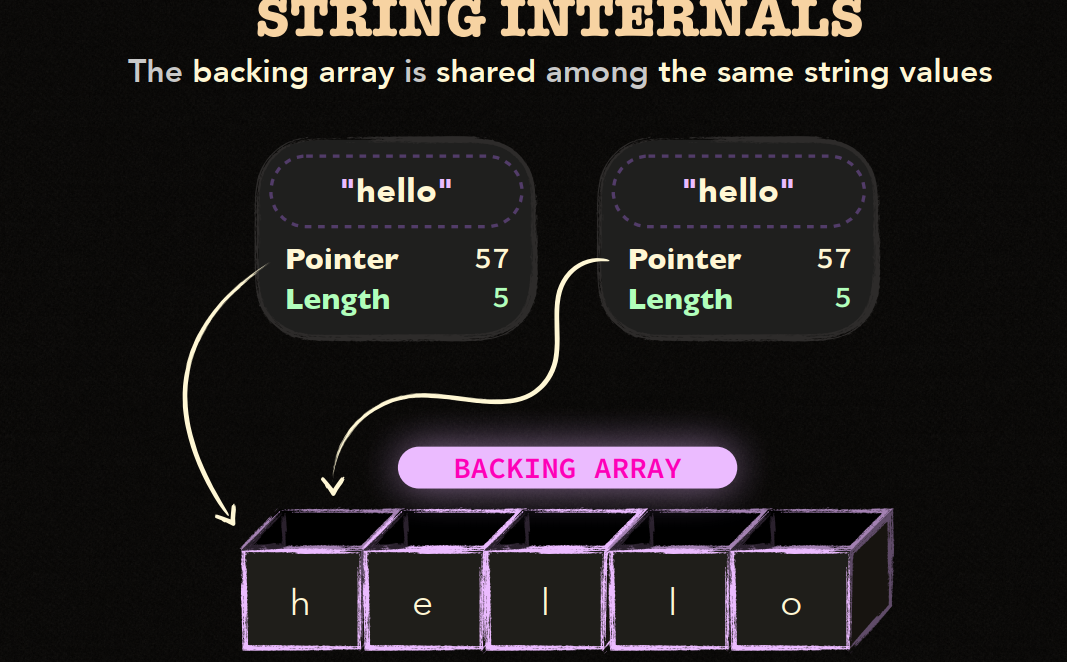 STRING INTERNALS
The backing array is shared among the same string values
"hello" "hello"
Pointer 57 Pointer 57
Length 5 Length 5
BACKING ARRAY
h e l l o